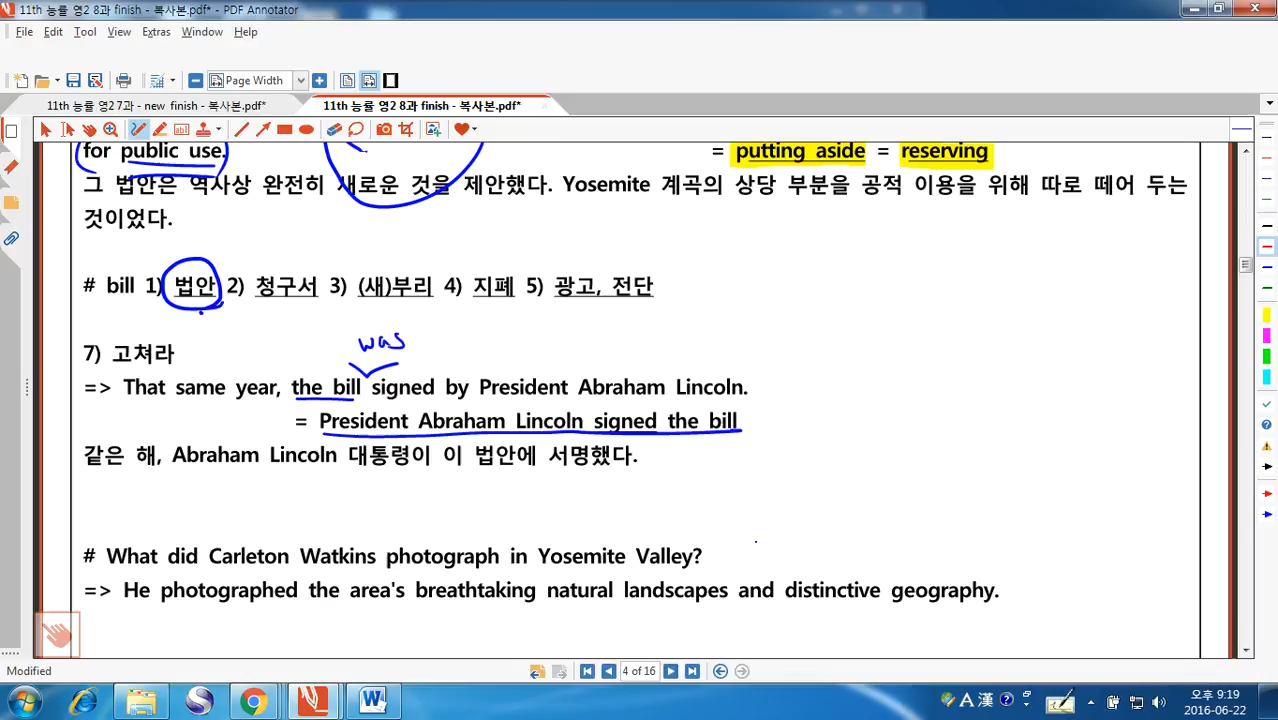 11th 능률 영2 8과 finish - 복사본.pdf* - PDF Annotator
File Edit Tool View Extras Window Help
Page Width
11th 능률 영2 7과 - new finish - 복사본.pdf* 11th 능률 영2 8과 finish - 복사본.pdf*
for public use. = putting aside = reserving
그 법안은 역사상 완전히 새로운 것을 제안했다. Yosemite 계곡의 상당 부분을 공적 이용을 위해 따로 떼어 두는
것이었다.
# bill 1) 법안 2) 청구서 3) (새)부리 4) 지폐 5) 광고, 전단
was
7) 고쳐라
=> That same year, the bill signed by President Abraham Lincoln.
= President Abraham Lincoln signed the bill
같은 해, Abraham Lincoln 대통령이 이 법안에 서명했다.
# What did Carleton Watkins photograph in Yosemite Valley?
=> He photographed the area's breathtaking natural landscapes and distinctive geography.
Modified 4 of 16
A 漢 오후 9:19
2016-06-22